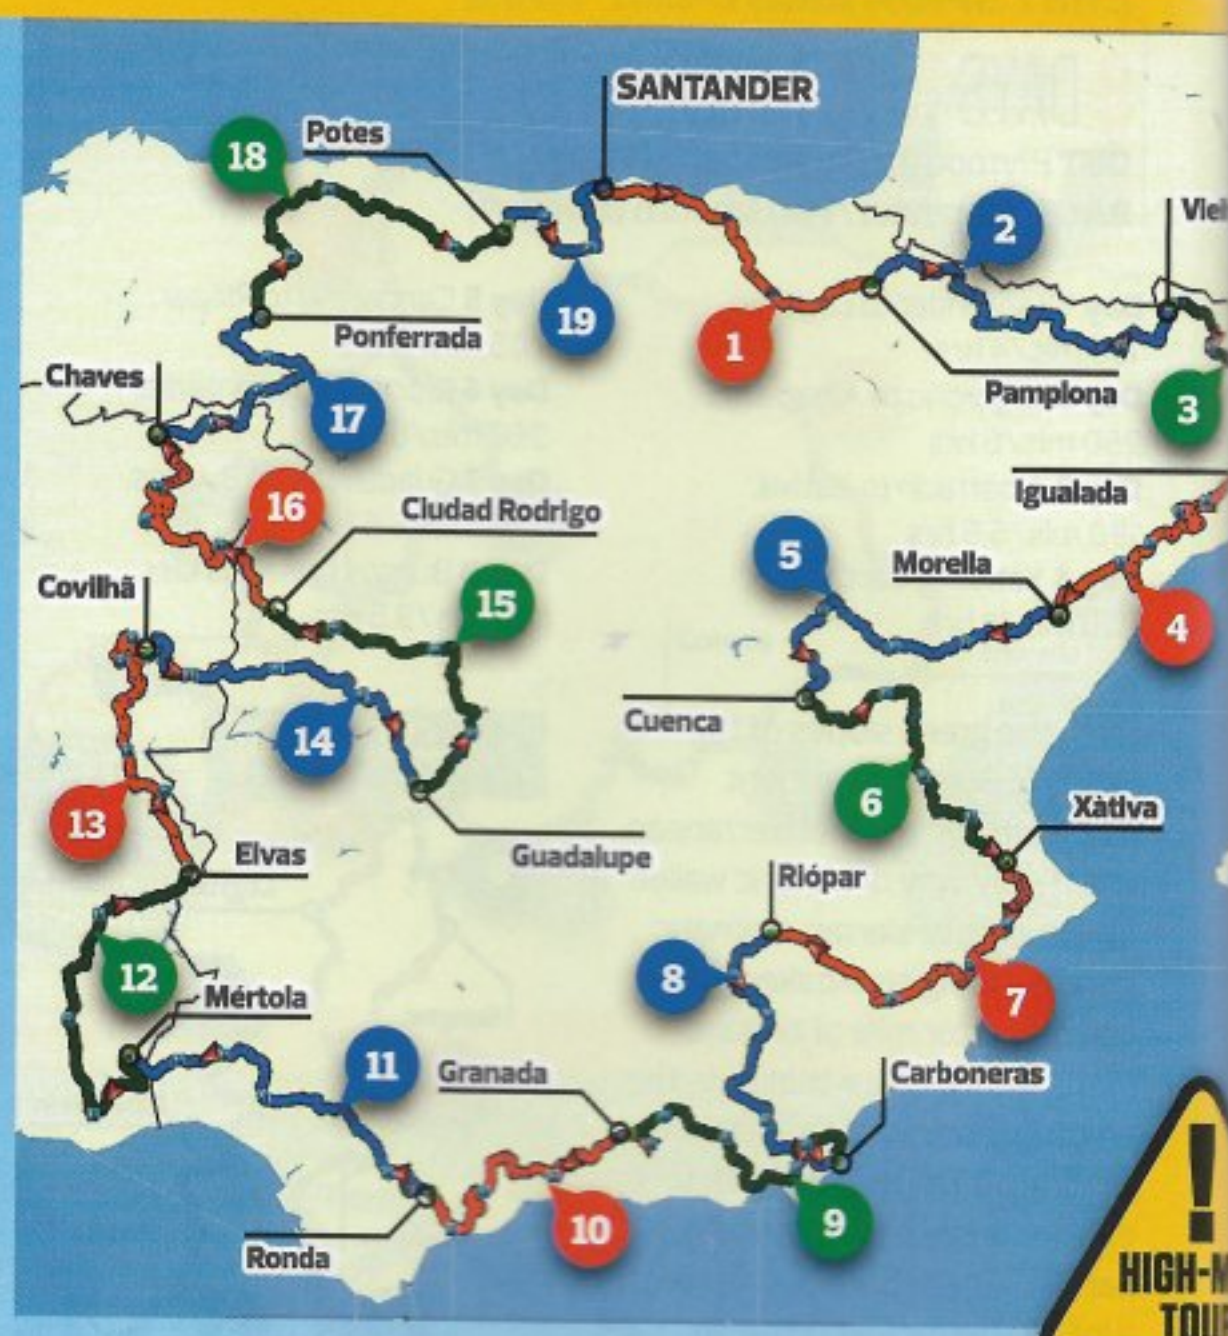 SANTANDER
Potes
18
2
Viel
19
1
Ponferrada
Pamplona
Chaves
17
3
16
Ciudad Rodrigo
Igualada
5
Morella
Covilhã
15
4
Cuenca
14
13
6
Xàtiva
Elvas
Guadalupe
Riópar
12
8
7
Mértola
11
Granada
Carboneras
9
10
Ronda
!
HIGH-M
TOU